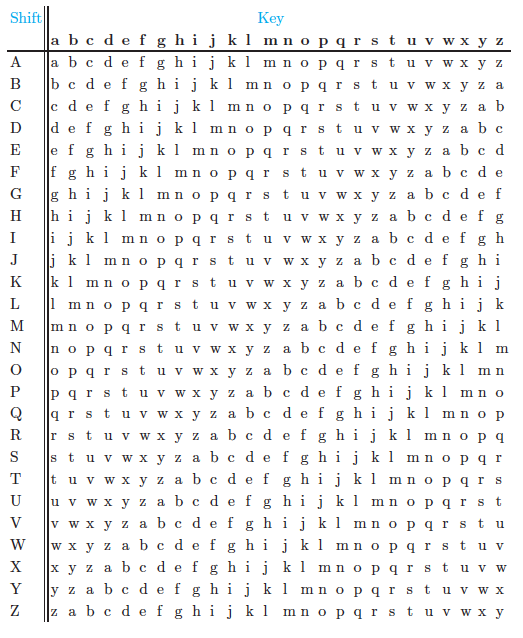 Shift Key
a b c d e f g h i j k l m n o p q r s t u v w x y z
A a b c d e f g h i j k l m n o p q r s t u v w x y z
B b c d e f g h i j k l m n o p q r s t u v w x y z a
C c d e f g h i j k l m n o p q r s t u v w x y z a b
D d e f g h i j k l m n o p q r s t u v w x y z a b c
E e f g h i j k l m n o p q r s t u v w x y z a b c d
F f g h i j k l m n o p q r s t u v w x y z a b c d e
G g h i j k l m n o p q r s t u v w x y z a b c d e f
H h i j k l m n o p q r s t u v w x y z a b c d e f g
I i j k l m n o p q r s t u v w x y z a b c d e f g h
J j k l m n o p q r s t u v w x y z a b c d e f g h i
K k l m n o p q r s t u v w x y z a b c d e f g h i j
L l m n o p q r s t u v w x y z a b c d e f g h i j k
M m n o p q r s t u v w x y z a b c d e f g h i j k l
N n o p q r s t u v w x y z a b c d e f g h i j k l m
O o p q r s t u v w x y z a b c d e f g h i j k l m n
P p q r s t u v w x y z a b c d e f g h i j k l m n o
Q q r s t u v w x y z a b c d e f g h i j k l m n o p
R r s t u v w x y z a b c d e f g h i j k l m n o p q
S s t u v w x y z a b c d e f g h i j k l m n o p q r
T t u v w x y z a b c d e f g h i j k l m n o p q r s
U u v w x y z a b c d e f g h i j k l m n o p q r s t
V v w x y z a b c d e f g h i j k l m n o p q r s t u
W w x y z a b c d e f g h i j k l m n o p q r s t u v
X x y z a b c d e f g h i j k l m n o p q r s t u v w
Y y z a b c d e f g h i j k l m n o p q r s t u v w x
Z z a b c d e f g h i j k l m n o p q r s t u v w x y